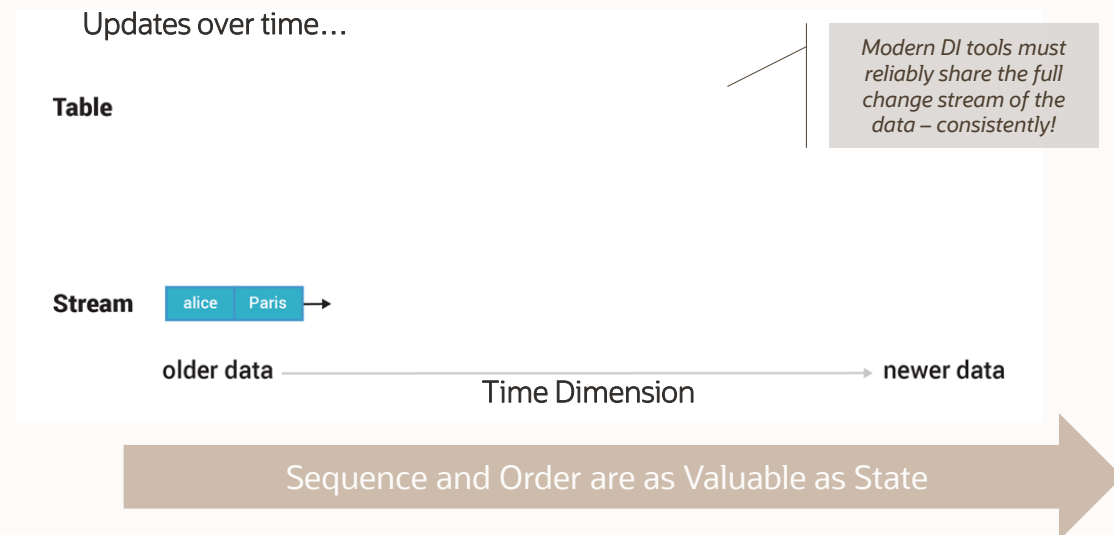 Updates over time...
Modern DI tools must
reliably share the full
change stream of the
data – consistently!
Table
Stream
alice Paris
older data
newer data
Time Dimension
Sequence and Order are as Valuable as State